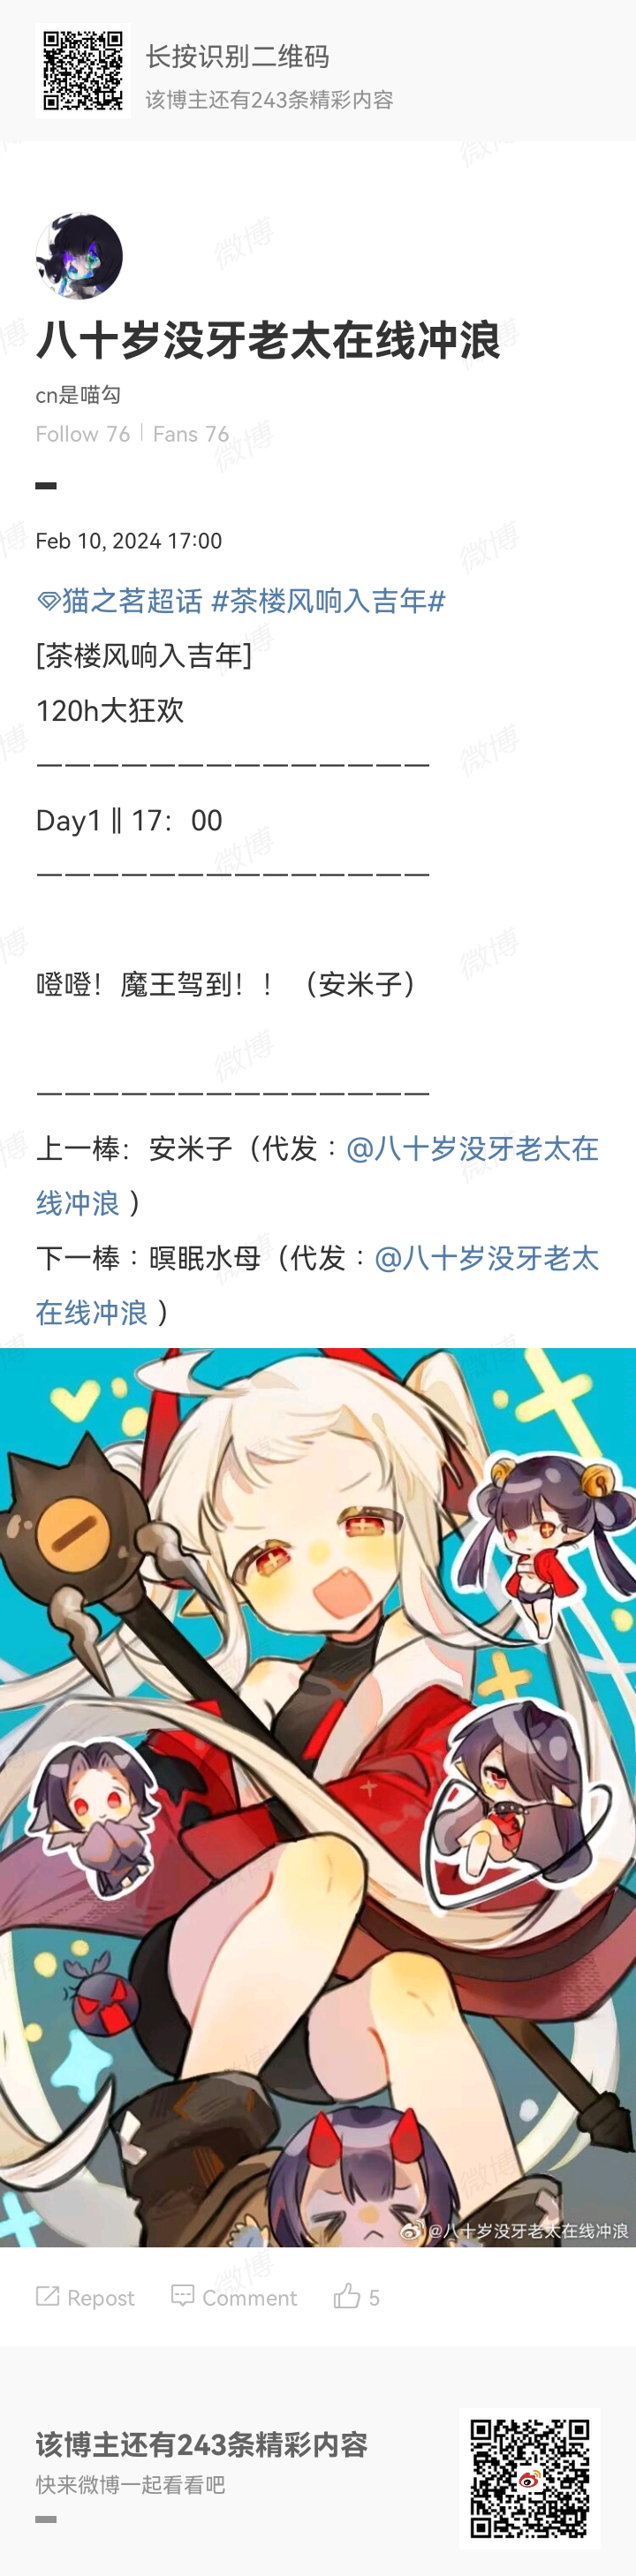 长按识别二维码
该博主还有243条精彩内容
八十岁没牙老太在线冲浪
cn是喵勾
Follow 76 | Fans 76
Feb 10, 2024 17:00
猫之茗超话 #茶楼风响入吉年#
[茶楼风响入吉年]
120h大狂欢
——————————————
Day1 ‖ 17：00
——————————————
噔噔！魔王驾到！！（安米子）
——————————————
上一棒：安米子（代发：@八十岁没牙老太在
线冲浪 ）
下一棒：暝眠水母（代发：@八十岁没牙老太
在线冲浪 ）
@八十岁没牙老太在线冲浪
Repost Comment 5
该博主还有243条精彩内容
快来微博一起看看吧
微博